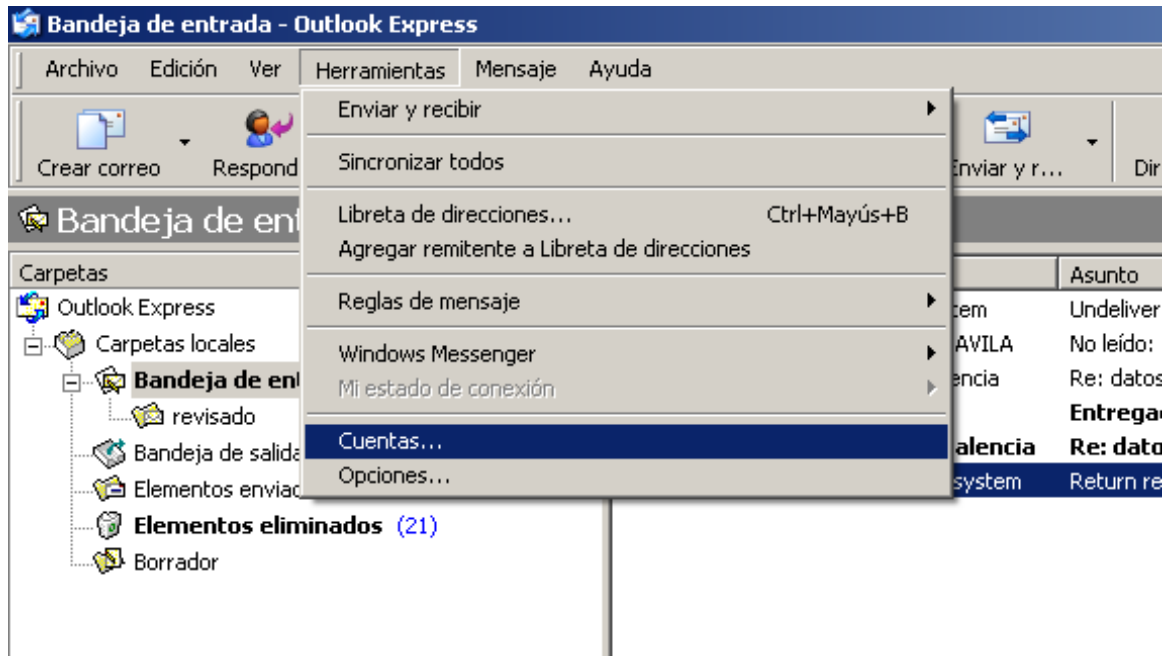 Bandeja de entrada - Outlook Express
Archivo Edición Ver Herramientas Mensaje Ayuda
Crear correo Respond Enviar y r... Dir
Bandeja de ent
Enviar y recibir
Sincronizar todos
Libreta de direcciones... Ctrl+Mayús+B
Agregar remitente a Libreta de direcciones
Reglas de mensaje
Windows Messenger
Mi estado de conexión
Cuentas...
Opciones...
Carpetas
Outlook Express
Carpetas locales
Bandeja de ent
revisado
Bandeja de salida
Elementos enviad
Elementos eliminados (21)
Borrador
Asunto
tem Undeliver
AVILA No leído:
encia Re: datos
Entrega
alencia Re: dato
system Return re